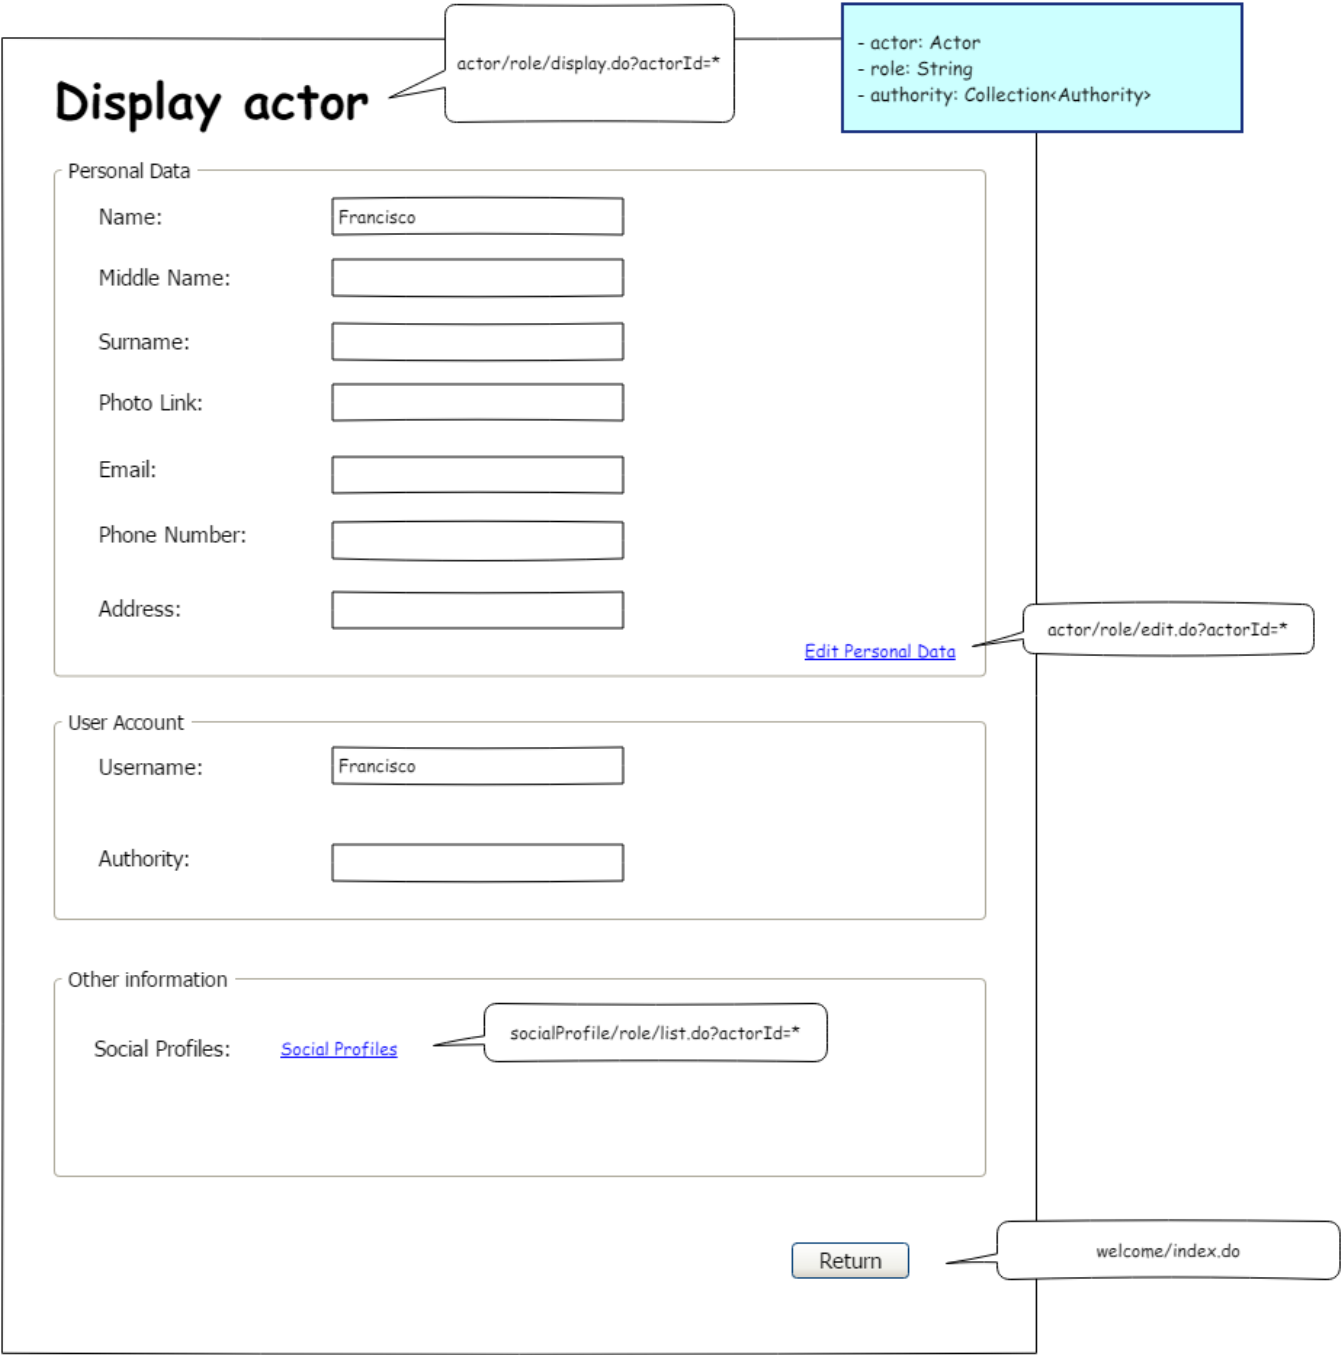 actor/role/display.do?actorId=*
- actor: Actor
- role: String
- authority: Collection<Authority>
Display actor
Personal Data
Name: Francisco
Middle Name:
Surname:
Photo Link:
Email:
Phone Number:
Address:
actor/role/edit.do?actorId=*
Edit Personal Data
User Account
Username: Francisco
Authority:
Other information
socialProfile/role/list.do?actorId=*
Social Profiles: Social Profiles
welcome/index.do
Return